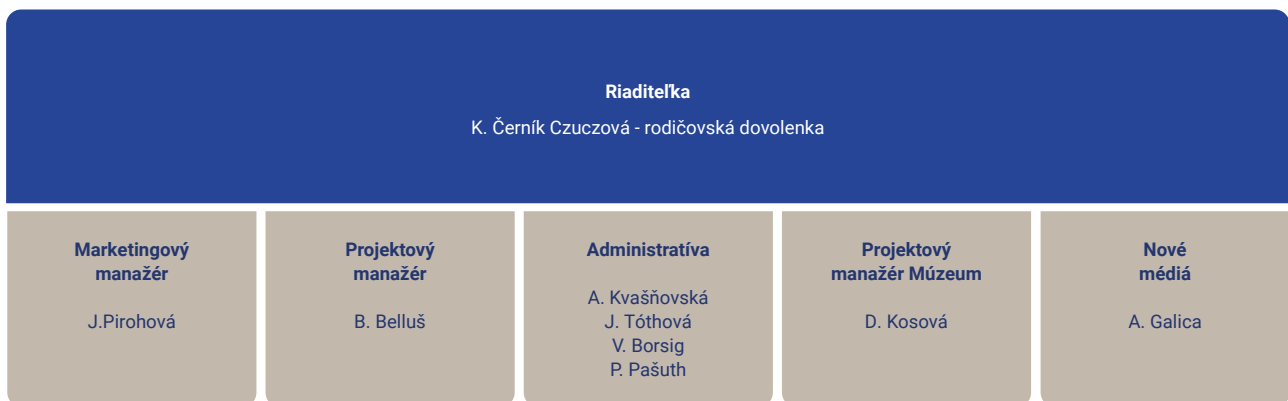 Riaditeľka
K. Černík Czuczová - rodičovská dovolenka
Marketingový
manažér
J.Pirohová
Projektový
manažér
B. Belluš
Administratíva
A. Kvašňovská
J. Tóthová
V. Borsig
P. Pašuth
Projektový
manažér Múzeum
D. Kosová
Nové
médiá
A. Galica